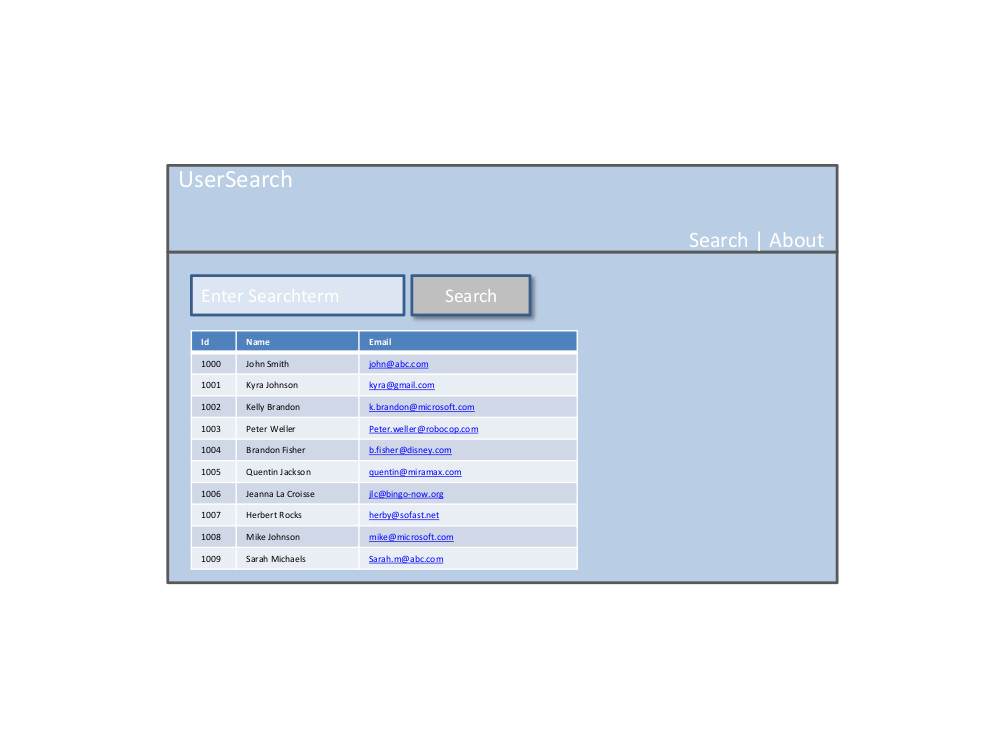 UserSearch
Search | About
Enter Searchterm Search
Id Name Email
1000 John Smith john@abc.com
1001 Kyra Johnson kyra@gmail.com
1002 Kelly Brandon k.brandon@microsoft.com
1003 Peter Weller Peter.weller@robocop.com
1004 Brandon Fisher b.fisher@disney.com
1005 Quentin Jackson quentin@miramax.com
1006 Jeanna La Croisse jlc@bingo-now.org
1007 Herbert Rocks herby@sofast.net
1008 Mike Johnson mike@microsoft.com
1009 Sarah Michaels Sarah.m@abc.com